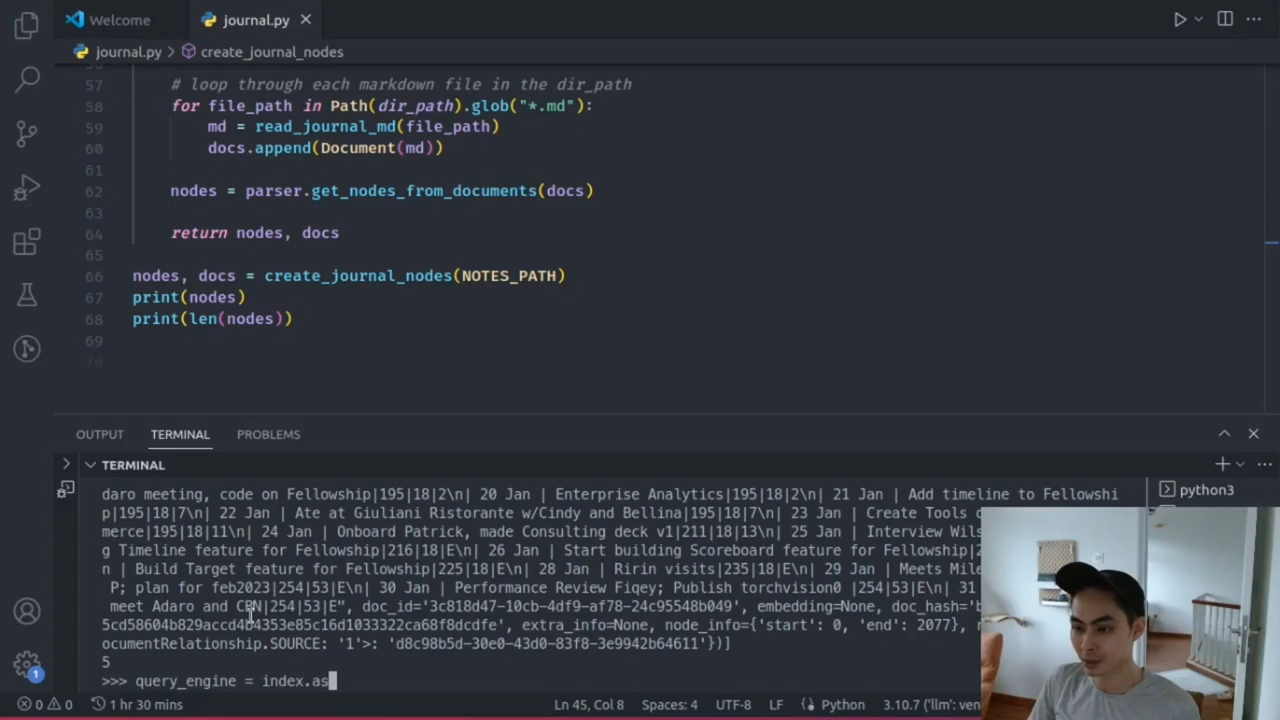 Welcome
journal.py
journal.py > create_journal_nodes
57 # loop through each markdown file in the dir_path
58 for file_path in Path(dir_path).glob("*.md"):
59 md = read_journal_md(file_path)
60 docs.append(Document(md))
61
62 nodes = parser.get_nodes_from_documents(docs)
63
64 return nodes, docs
65
66 nodes, docs = create_journal_nodes(NOTES_PATH)
67 print(nodes)
68 print(len(nodes))
69
70
OUTPUT TERMINAL PROBLEMS
TERMINAL
python3
daro meeting, code on Fellowship|195|18|2\n| 20 Jan | Enterprise Analytics|195|18|2\n| 21 Jan | Add timeline to Fellowshi
p|195|18|7\n| 22 Jan | Ate at Giuliani Ristorante w/Cindy and Bellina|195|18|7\n| 23 Jan | Create Tools
merce|195|18|11\n| 24 Jan | Onboard Patrick, made Consulting deck v1|211|18|13\n| 25 Jan | Interview Wils
g Timeline feature for Fellowship|216|18|E\n| 26 Jan | Start building Scoreboard feature for Fellowship|
n | Build Target feature for Fellowship|225|18|E\n| 28 Jan | Ririn visits|235|18|E\n| 29 Jan | Meets Mile
P; plan for feb2023|254|53|E\n| 30 Jan | Performance Review Fiqey; Publish torchvision0 |254|53|E\n| 31
meet Adaro and CBN|254|53|E", doc_id='3c818d47-10cb-4df9-af78-24c95548b049', embedding=None, doc_hash='
extra_info=None, node_info={'start': 0, 'end': 2077},
ocumentRelationship.SOURCE: '1'>: 'd8c98b5d-30e0-43d0-83f8-3e9942b64611'})]
5
>>> query_engine = index.as
0 0 1 hr 30 mins Ln 45, Col 8 Spaces: 4 UTF-8 LF Python 3.10.7 ('llm': ven
1